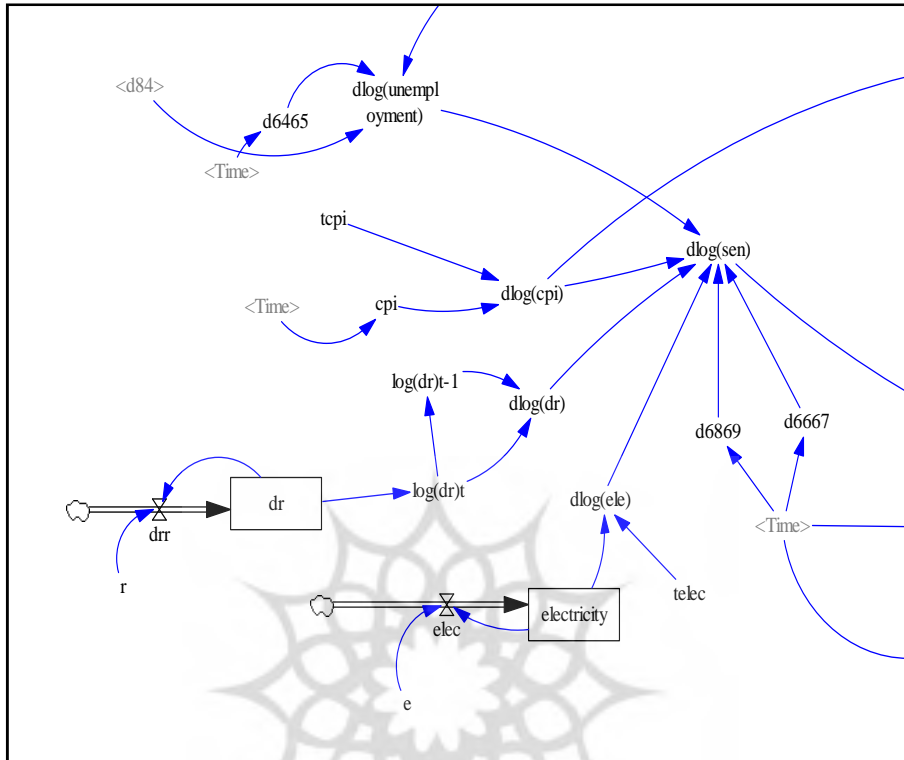 <d84>
dlog(unempl
oyment)
d6465
<Time>
tcpi
dlog(sen)
<Time>
cpi
dlog(cpi)
log(dr)t-1
dlog(dr)
d6667
d6869
dr
log(dr)t
dlog(ele)
<Time>
drr
r
telec
electricity
elec
e